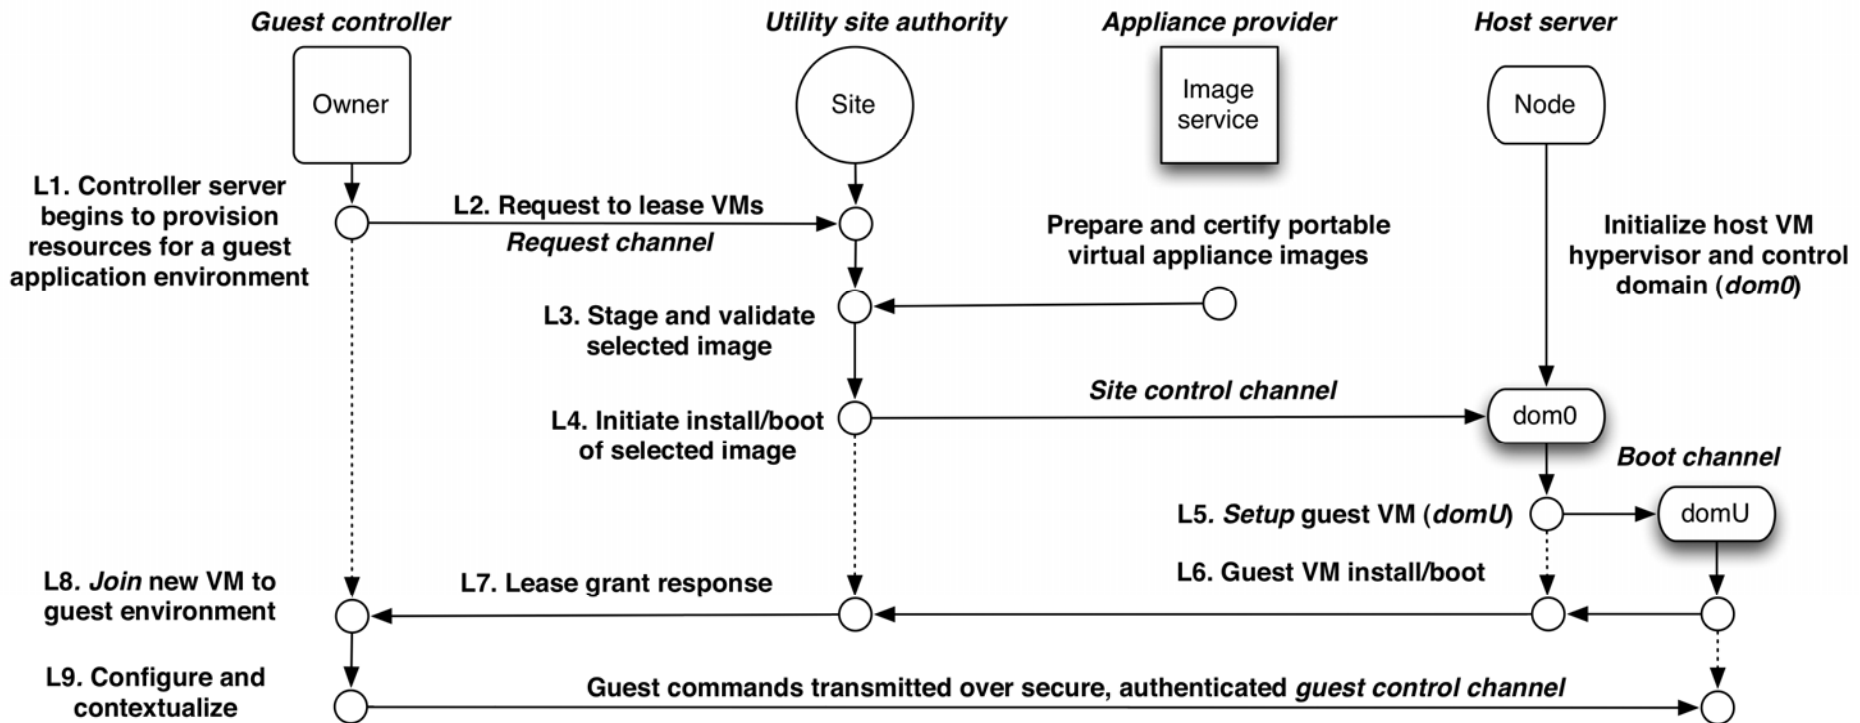 Guest controller
Utility site authority
Appliance provider
Host server
Owner
Site
Image
service
Node
L1. Controller server
begins to provision
resources for a guest
application environment
L2. Request to lease VMs
Request channel
Prepare and certify portable
virtual appliance images
Initialize host VM
hypervisor and control
domain (dom0)
L3. Stage and validate
selected image
Site control channel
L4. Initiate install/boot
of selected image
dom0
Boot channel
L5. Setup guest VM (domU)
domU
L6. Guest VM install/boot
L7. Lease grant response
L8. Join new VM to
guest environment
L9. Configure and
contextualize
Guest commands transmitted over secure, authenticated guest control channel